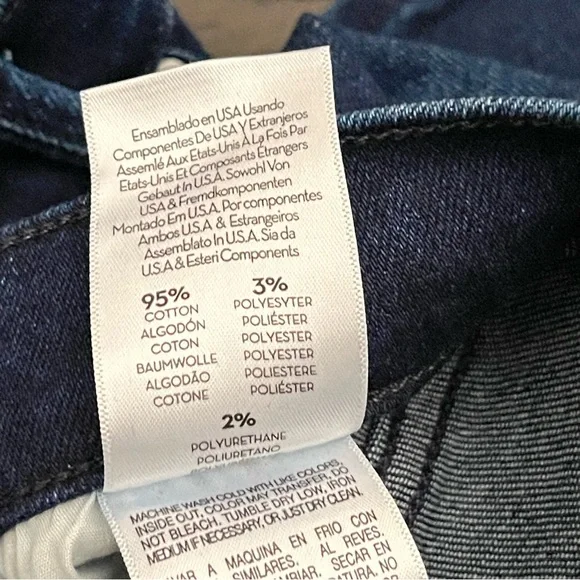 Ensamblado en USA Usando
Componentes De USA Y Extranjeros
Assemlé Aux Etats-Unis À La Fois Par
Etats-Unis Et Composants Étrangers
Gebaut In U.S.A. Sowohl Von
USA & Fremdkomponenten
Montado Em U.S.A. Por componentes
Ambos U.S.A & Estrangeiros
Assemblato In U.S.A. Sia da
U.S.A & Esteri Components
95%
COTTON
ALGODÓN
COTON
BAUMWOLLE
ALGODÃO
COTONE
3%
POLYESYTER
POLIÉSTER
POLYESTER
POLYESTER
POLIESTERE
POLIÉSTER
2%
POLYURETHANE
POLIURETANO
MACHINE WASH COLD WITH LIKE COLORS,
INSIDE OUT, COLOR MAY TRANSFER, DO
NOT BLEACH. TUMBLE DRY LOW, IRON
MEDIUM IF NECESSARY, OR JUST DRY CLEAN.
A MAQUINA EN FRIO CON
SIMILARES, AL REVES.
SECAR EN
NO